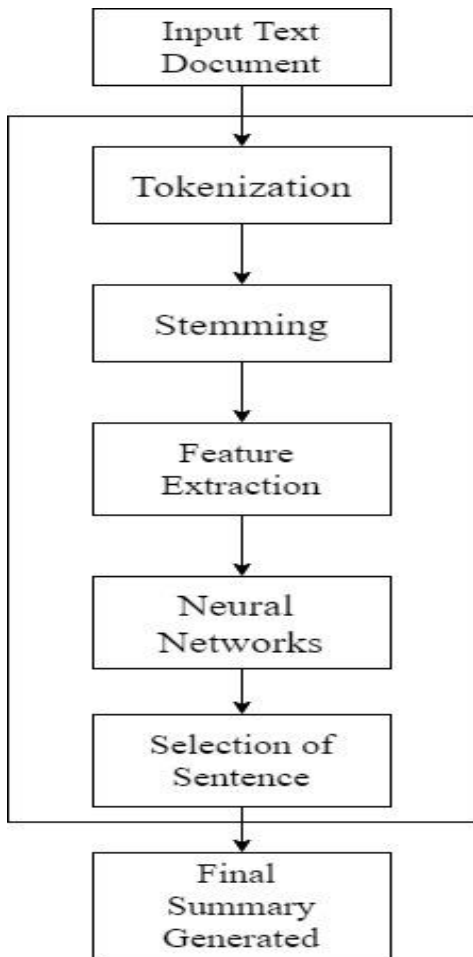 Input Text
Document
Tokenization
Stemming
Feature
Extraction
Neural
Networks
Selection of
Sentence
Final
Summary
Generated